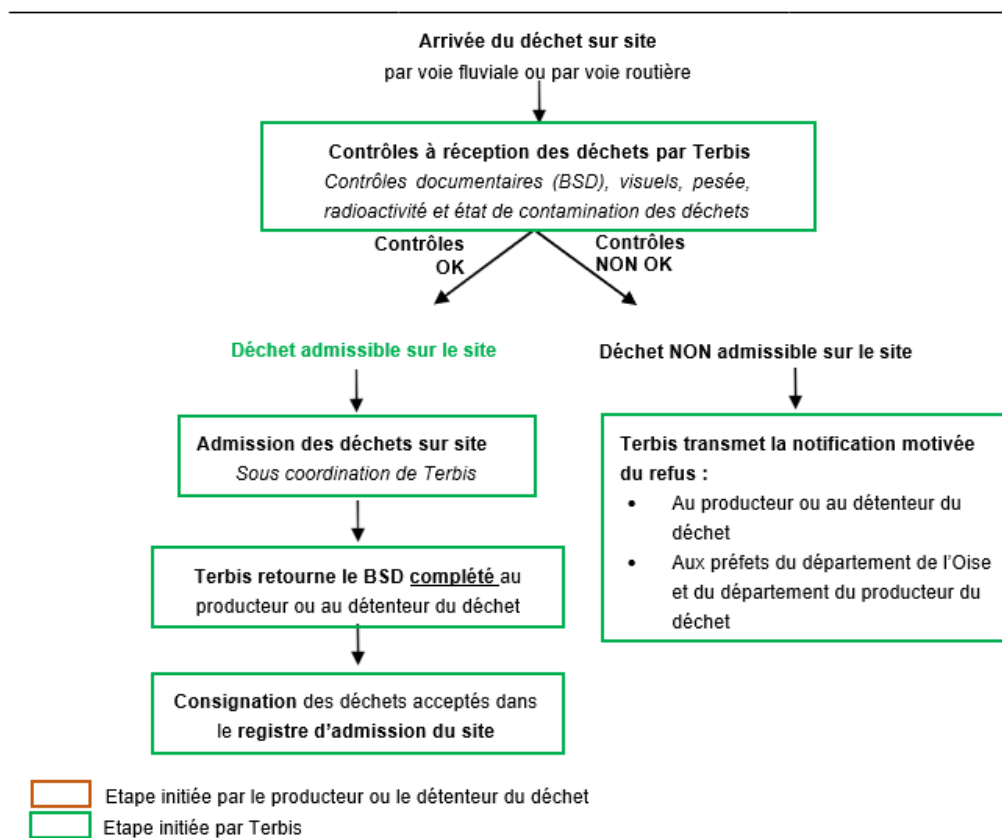 Arrivée du déchet sur site
par voie fluviale ou par voie routière
Contrôles à réception des déchets par Terbis
Contrôles documentaires (BSD), visuels, pesée,
radioactivité et état de contamination des déchets
Contrôles
OK
Contrôles
NON OK
Déchet admissible sur le site
Déchet NON admissible sur le site
Admission des déchets sur site
Sous coordination de Terbis
Terbis retourne le BSD complété au
producteur ou au détenteur du déchet
Consignation des déchets acceptés dans
le registre d’admission du site
Terbis transmet la notification motivée
du refus :
• Au producteur ou au détenteur du
déchet
• Aux préfets du département de l’Oise
et du département du producteur du
déchet
Etape initiée par le producteur ou le détenteur du déchet
Etape initiée par Terbis